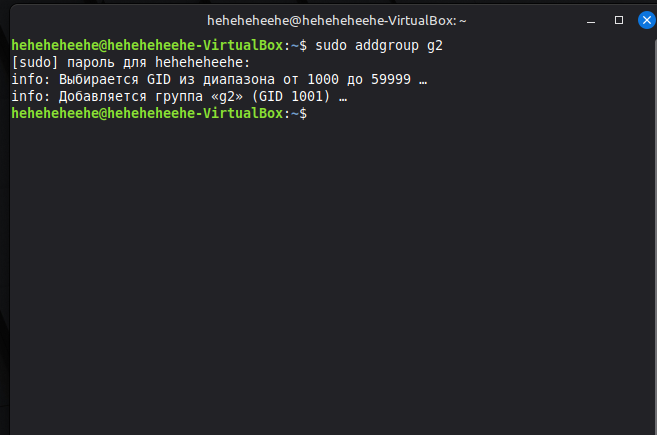 heheheheehe@heheheheehe-VirtualBox: ~
heheheheehe@heheheheehe-VirtualBox:~$ sudo addgroup g2
[sudo] пароль для heheheheehe:
info: Выбирается GID из диапазона от 1000 до 59999 …
info: Добавляется группа «g2» (GID 1001) …
heheheheehe@heheheheehe-VirtualBox:~$